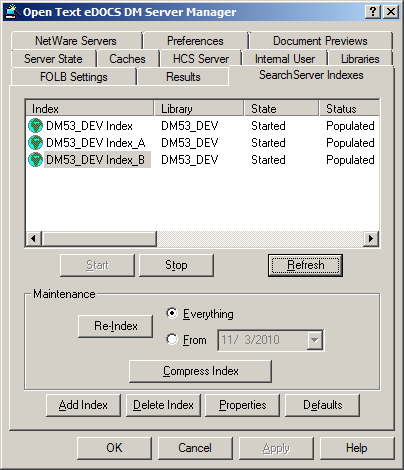 Open Text eDOCS DM Server Manager
NetWare Servers Preferences Document Previews
Server State Caches HCS Server Internal User Libraries
FOLB Settings Results SearchServer Indexes
Index Library State Status
DM53_DEV Index DM53_DEV Started Populated
DM53_DEV Index_A DM53_DEV Started Populated
DM53_DEV Index_B DM53_DEV Started Populated
Start Stop Refresh
Maintenance
Re-Index Everything
From 11/ 3/2010
Compress Index
Add Index Delete Index Properties Defaults
OK Cancel Apply Help